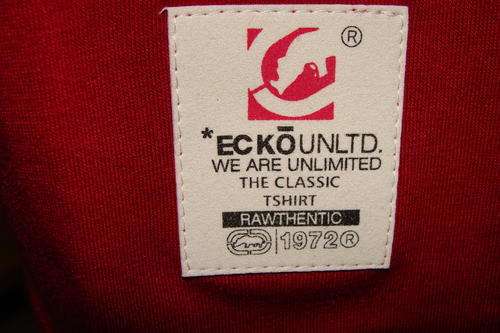 ®
*ECKŌUNLTD.
WE ARE UNLIMITED
THE CLASSIC
TSHIRT
RAWTHENTIC
1972®